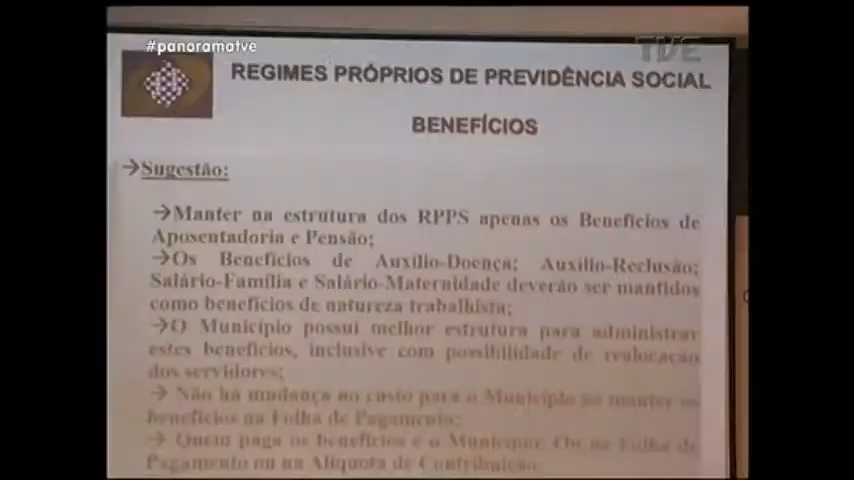 #panoramatve
TVE
REGIMES PRÓPRIOS DE PREVIDÊNCIA SOCIAL
BENEFÍCIOS
→Sugestão:
→Manter na estrutura dos RPPS apenas os Benefícios de
Aposentadoria e Pensão;
→Os Benefícios de Auxílio-Doença; Auxílio-Reclusão;
Salário-Família e Salário-Maternidade deverão ser mantidos
como benefícios de natureza trabalhista;
→O Município possui melhor estrutura para administrar
estes benefícios, inclusive com possibilidade de realocação
dos servidores;
→ Não há mudança no custo para o Município ao manter os
benefícios na Folha de Pagamento;
→ Quem paga os benefícios é o Município: Ou na Folha de
Pagamento ou na Alíquota de Contribuição.